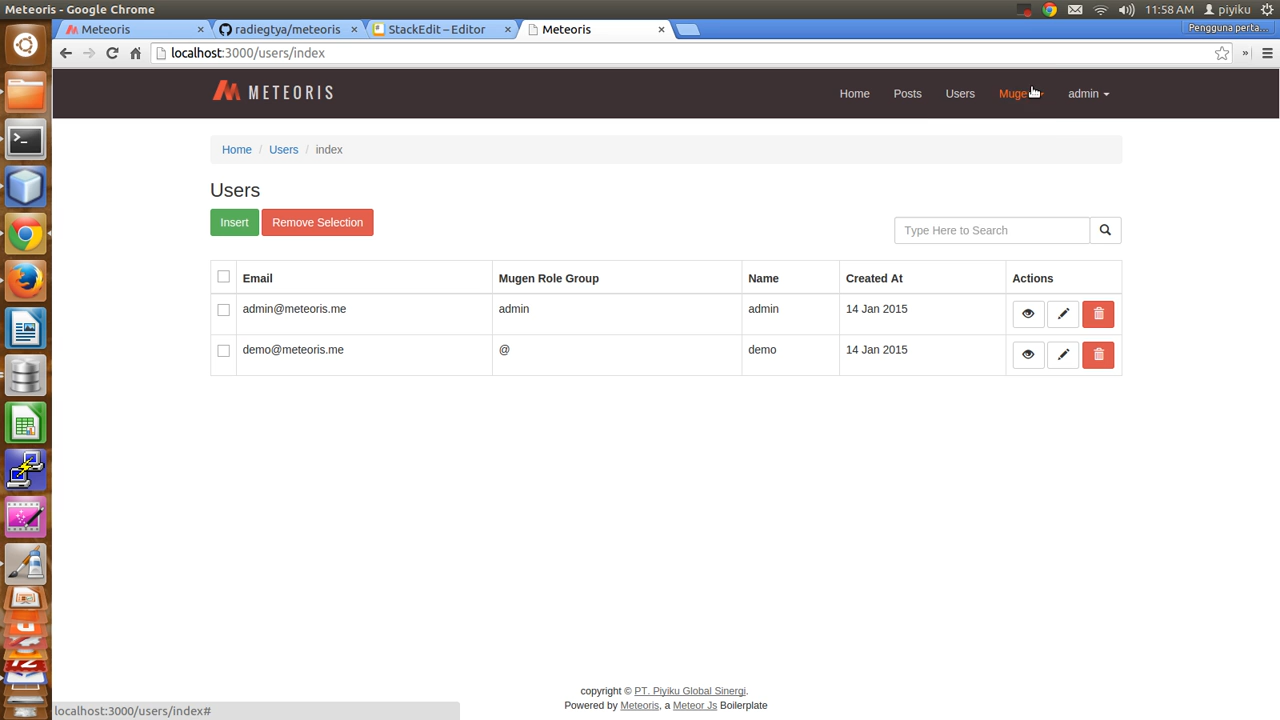 Meteoris - Google Chrome
11:58 AM
piyiku
Meteoris
radiegtya/meteoris
StackEdit – Editor
Meteoris
Pengguna perta...
localhost:3000/users/index
METEORIS
Home
Posts
Users
admin
Home / Users / index
Users
Insert
Remove Selection
Type Here to Search
Email
Mugen Role Group
Name
Created At
Actions
admin@meteoris.me
admin
admin
14 Jan 2015
demo@meteoris.me
@
demo
14 Jan 2015
copyright © PT. Piyiku Global Sinergi.
Powered by Meteoris, a Meteor Js Boilerplate
localhost:3000/users/index#